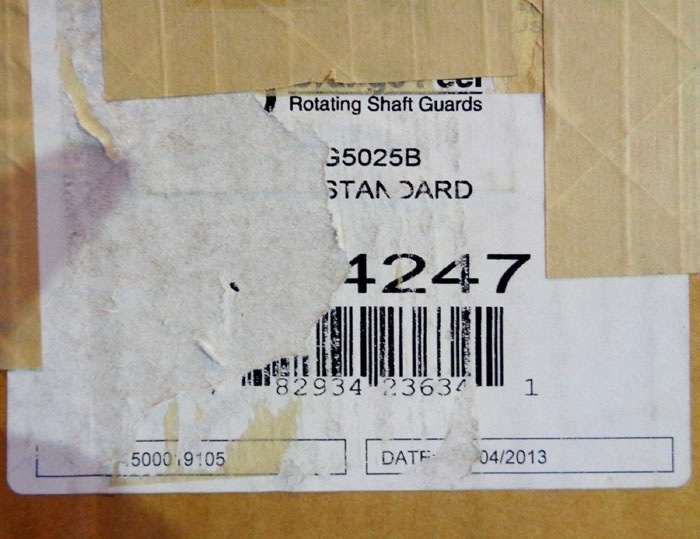 Rotating Shaft Guards
G5025B
STANDARD
4247
82934 23634 1
500019105
DATE: 04/2013